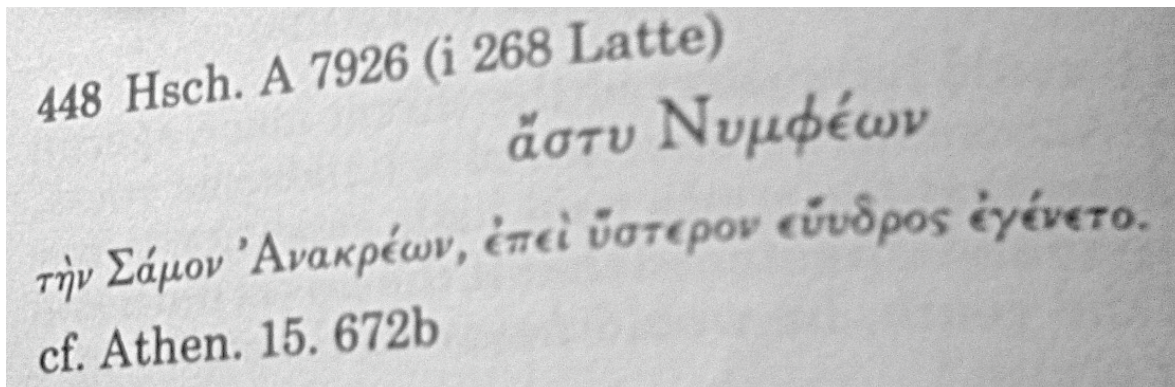 448 Hsch. A 7926 (i 268 Latte)
ἄστυ Νυμφέων
τὴν Σάμον Ἀνακρέων, ἐπεὶ ὕστερον εὔυδρος ἐγένετο.
cf. Athen. 15. 672b